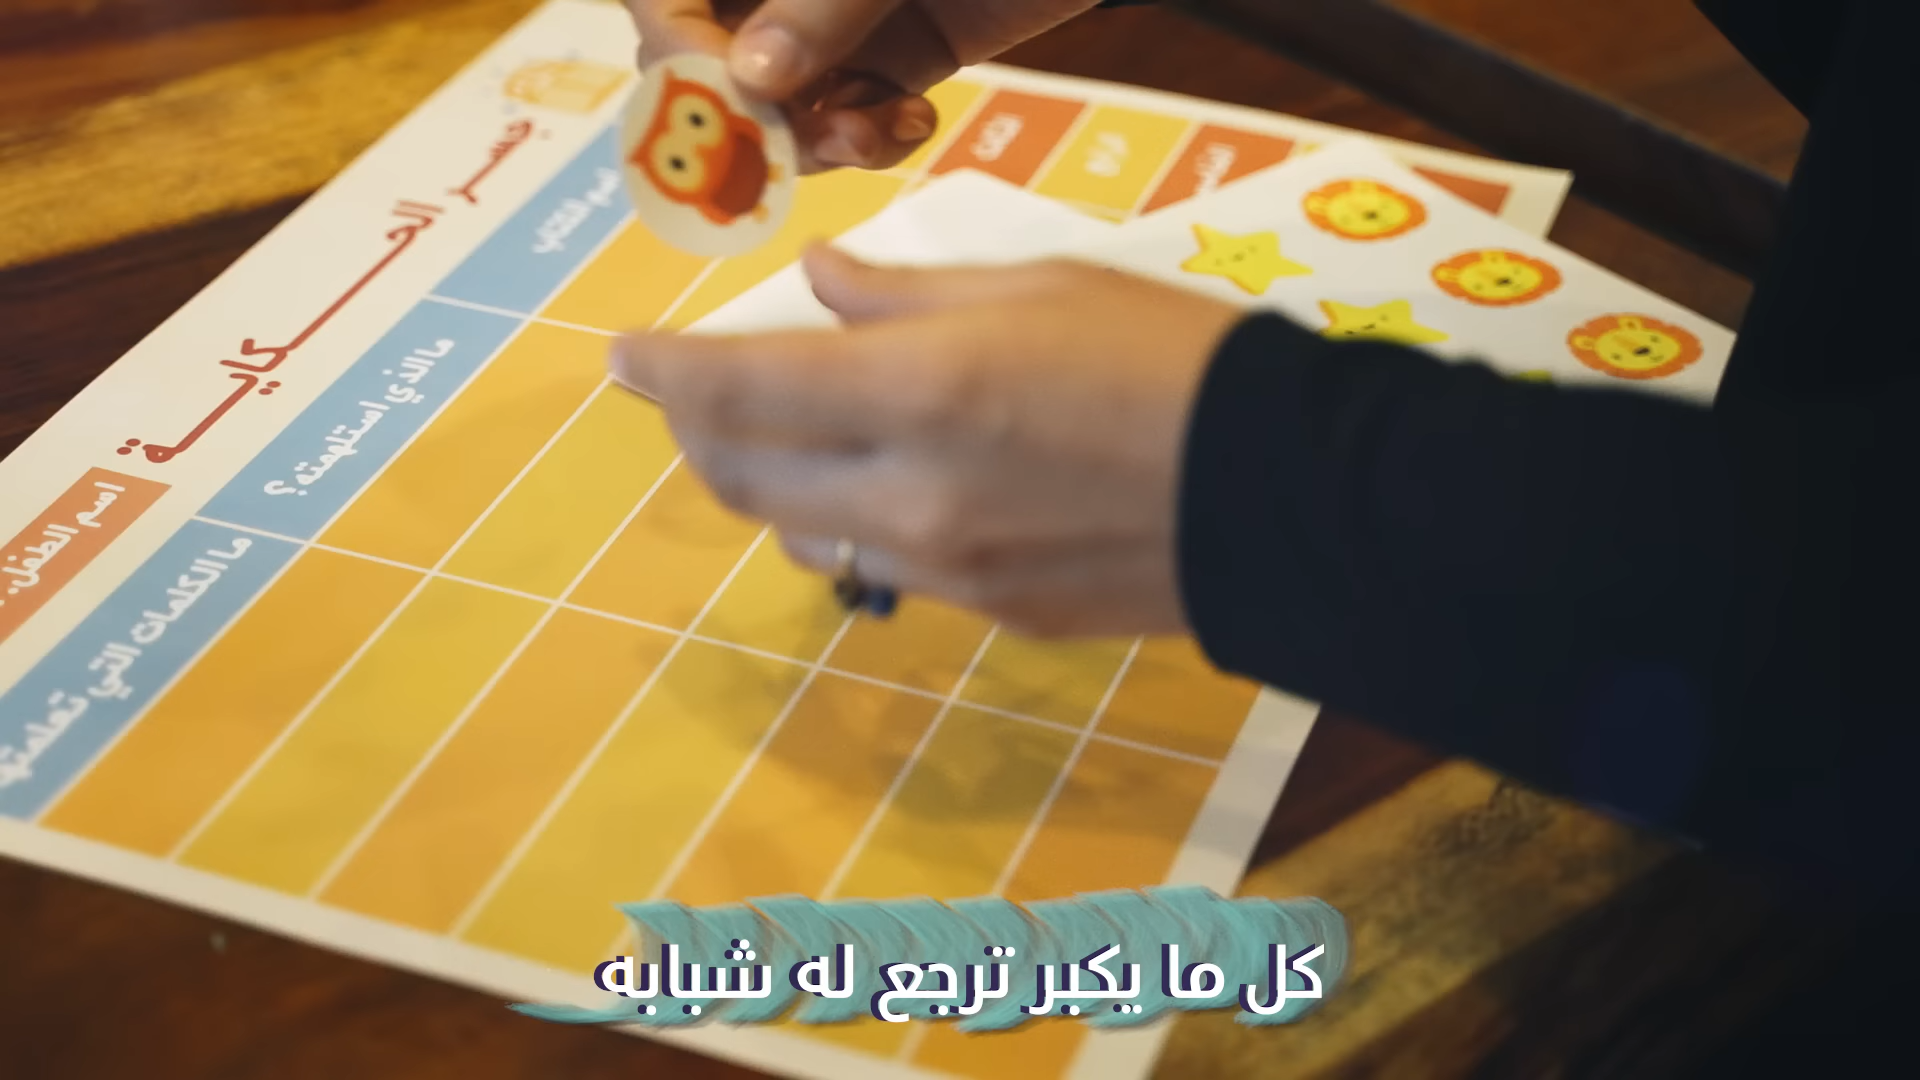 جسر الحكاية
اسم الطفل:
اسم الكتاب
ما الذي استلهمته؟
ما الكلمات التي تعلمتها
كل ما يكبر ترجع له شبابه